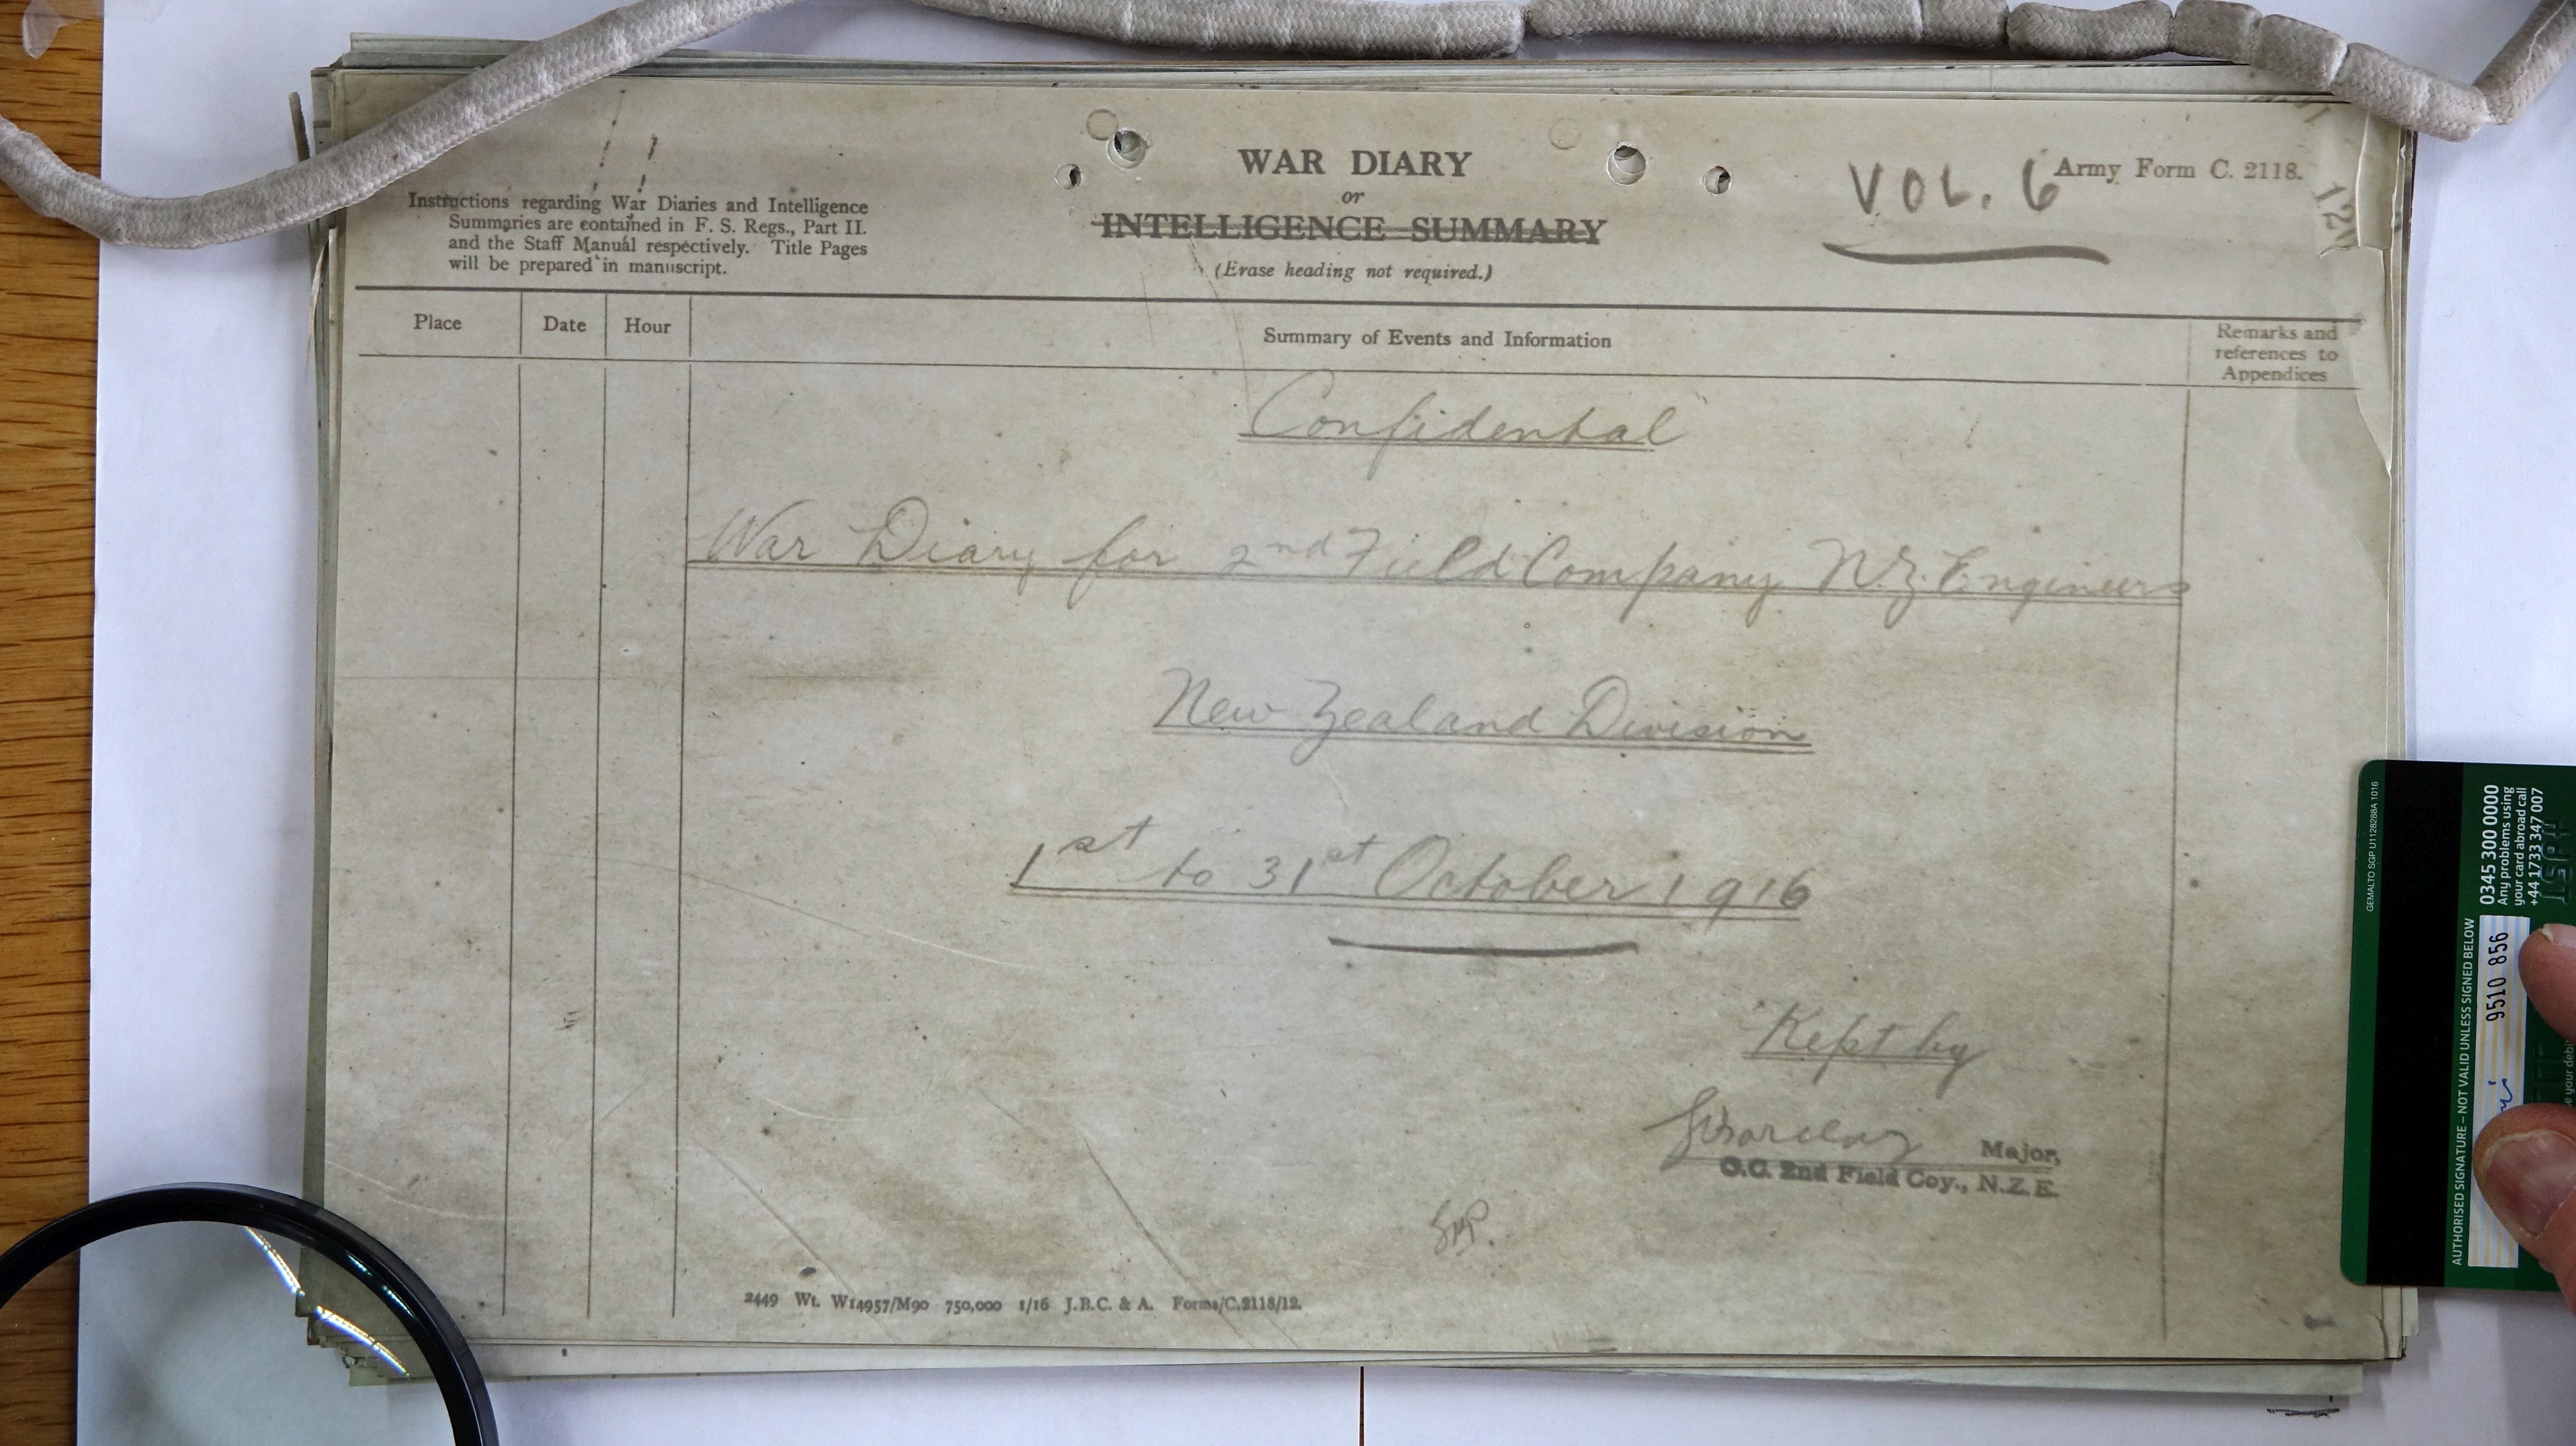 WAR DIARY
or
INTELLIGENCE SUMMARY
(Erase heading not required.)
VOL. 6
Army Form C. 2118.
Instructions regarding War Diaries and Intelligence
Summaries are contained in F. S. Regs., Part II.
and the Staff Manual respectively. Title Pages
will be prepared in manuscript.
Place
Date
Hour
Summary of Events and Information
Remarks and
references to
Appendices
Confidential
War Diary for 2nd Field Company N.Z. Engineers
New Zealand Division
1st to 31st October 1916
Kept by
Major,
O.C. 2nd Field Coy., N.Z.E.
2449 Wt. W14957/M90 750,000 1/16 J.B.C. & A. Forms/C.2118/12.
GEMALTO SGP U1128288A 1016
0345 300 0000
Any problems using
your card abroad call
+44 1733 347 007
AUTHORISED SIGNATURE – NOT VALID UNLESS SIGNED BELOW
9510 856